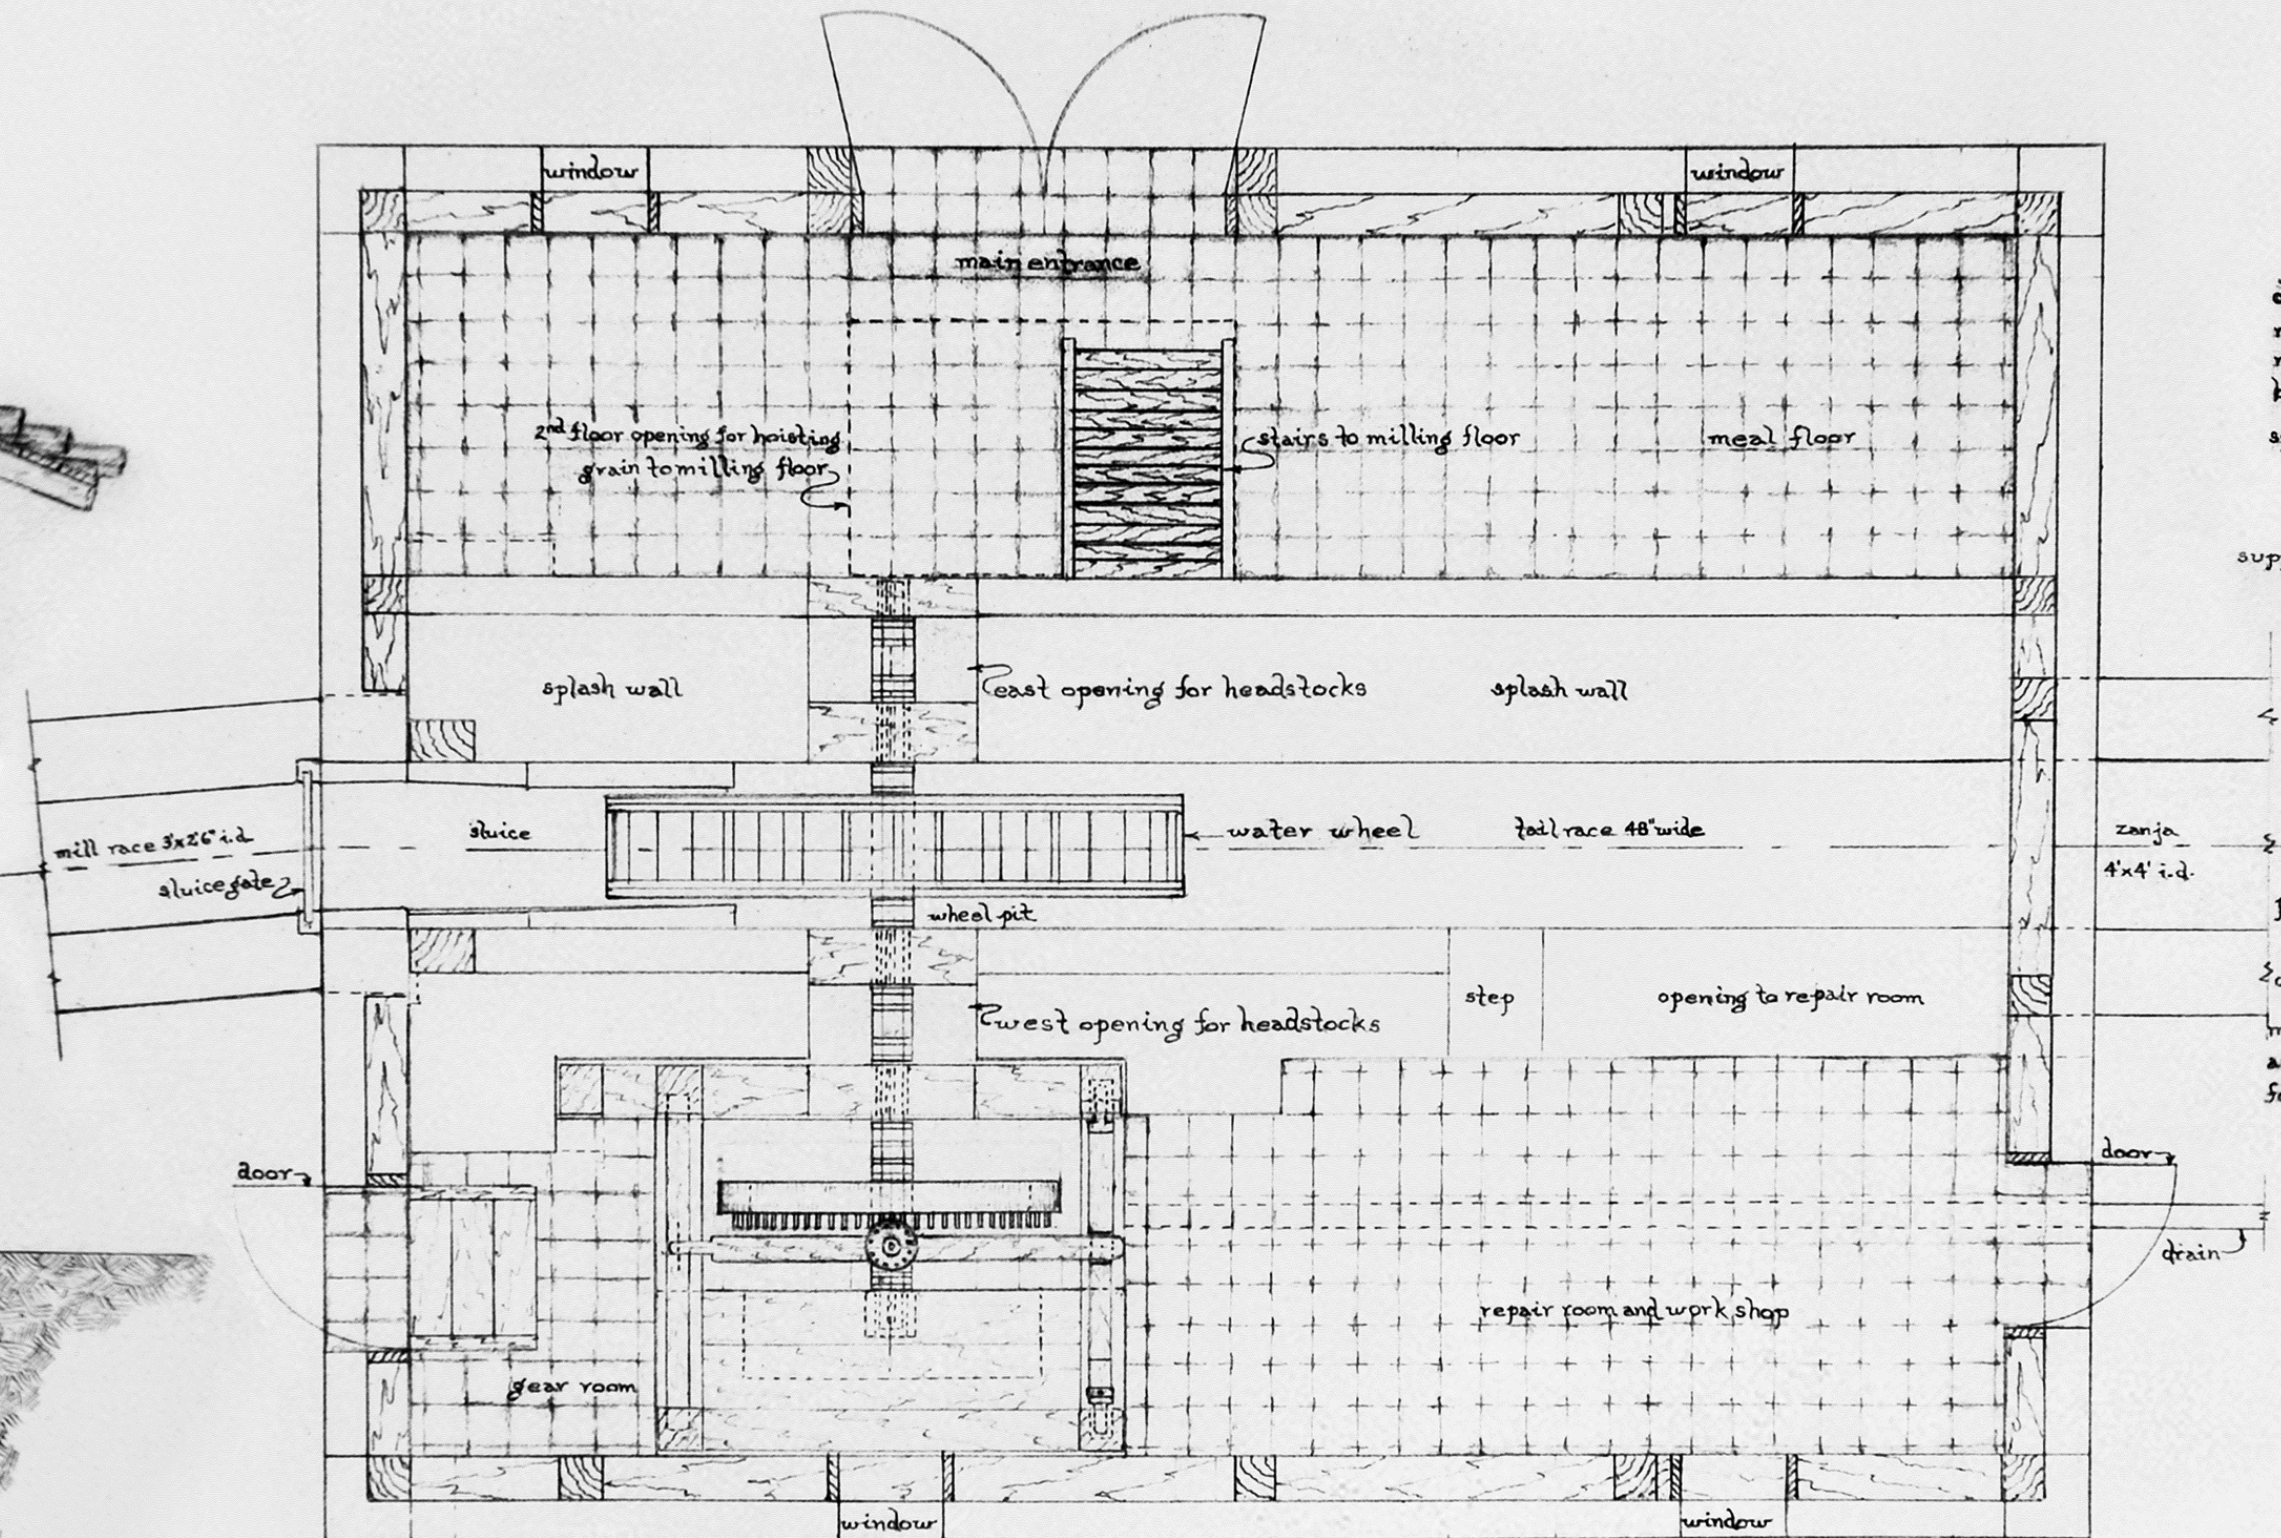 window
window
main entrance
2nd floor opening for hoisting
grain to milling floor
stairs to milling floor
meal floor
splash wall
east opening for headstocks
splash wall
mill race 3'x2'6" i.d.
sluice
water wheel
tail race 48" wide
zanja
4'x4' i.d.
sluice gate
wheel pit
step
opening to repair room
west opening for headstocks
door
door
drain
repair room and work shop
gear room
window
window